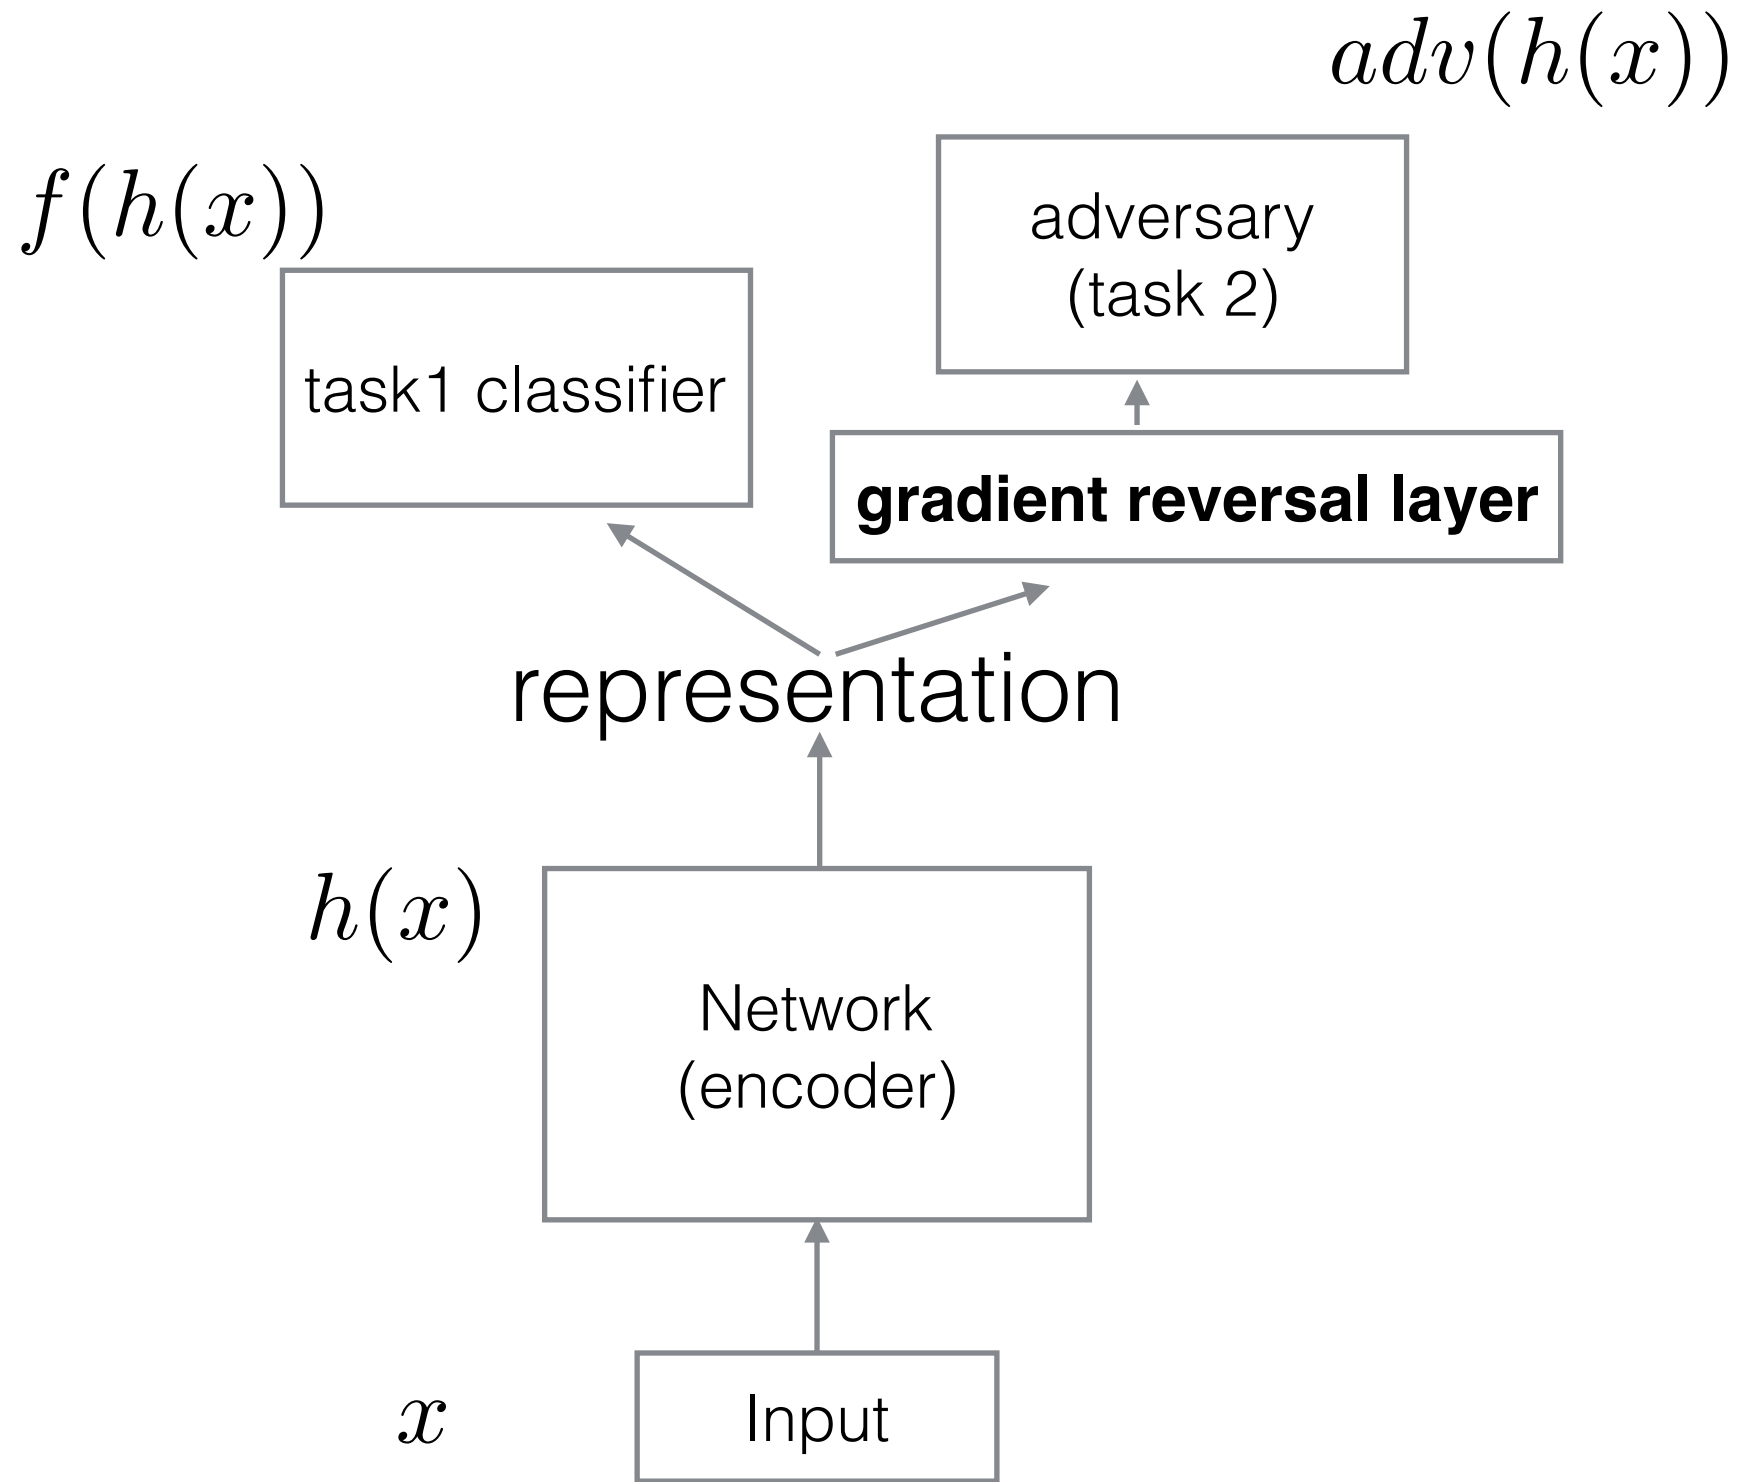 adv(h(x))
f(h(x))
adversary
(task 2)
task1 classifier
gradient reversal layer
representation
h(x)
Network
(encoder)
x
Input